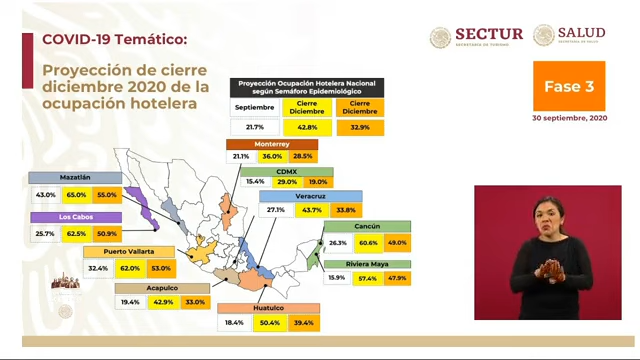 COVID-19 Temático:
SECTUR
SECRETARÍA DE TURISMO
SALUD
SECRETARÍA DE SALUD
Proyección de cierre
diciembre 2020 de la
ocupación hotelera
Fase 3
30 septiembre, 2020
Proyección Ocupación Hotelera Nacional
según Semáforo Epidemiológico
Septiembre
Cierre
Diciembre
Cierre
Diciembre
21.7% 42.8% 32.9%
Monterrey
21.1% 36.0% 28.5%
CDMX
15.4% 29.0% 19.0%
Mazatlán
43.0% 65.0% 55.0%
Veracruz
27.1% 43.7% 33.8%
Los Cabos
25.7% 62.5% 50.9%
Cancún
26.3% 60.6% 49.0%
Puerto Vallarta
32.4% 62.0% 53.0%
Riviera Maya
15.9% 57.4% 47.9%
Acapulco
19.4% 42.9% 33.0%
Huatulco
18.4% 50.4% 39.4%